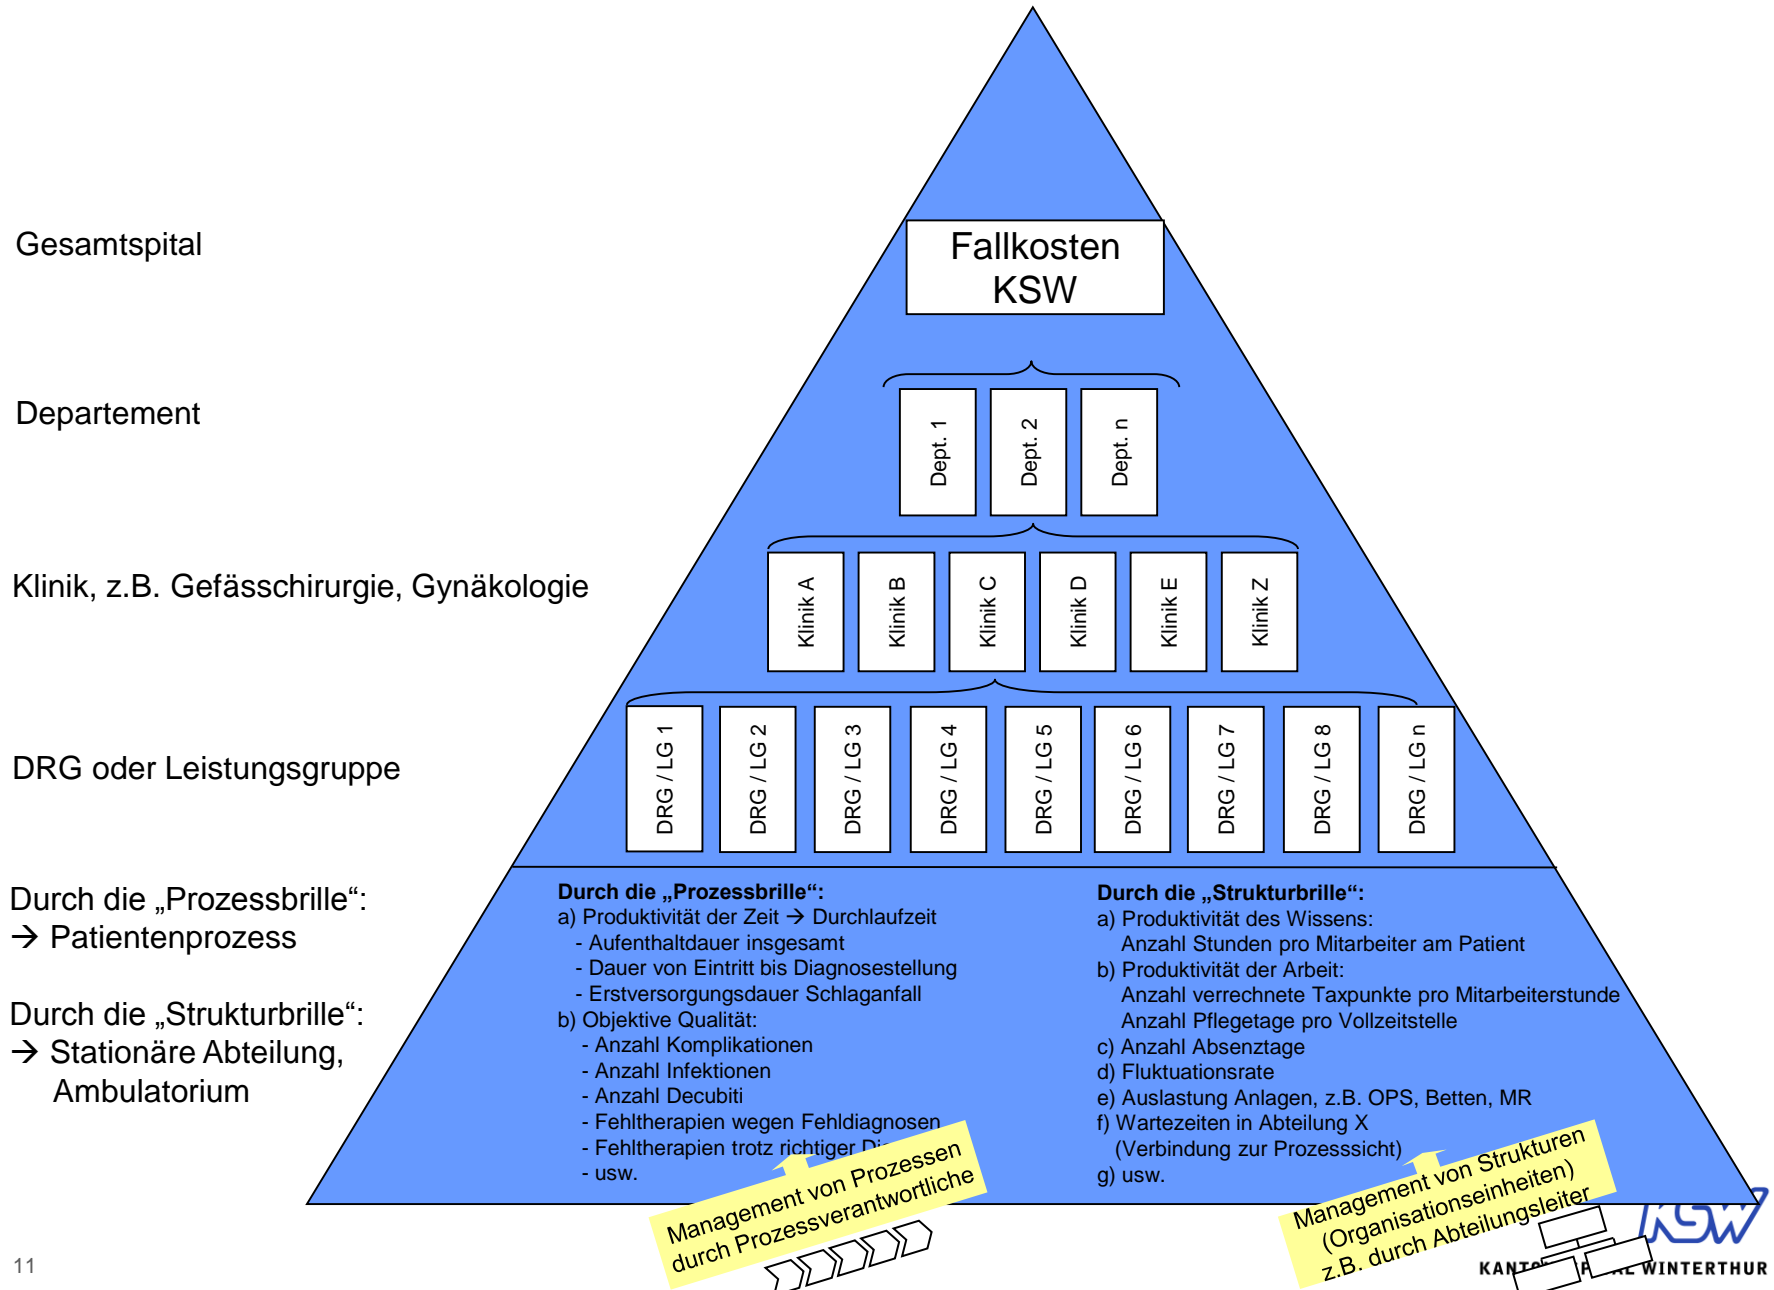 Gesamtspital
Fallkosten
KSW
Departement
Dept. 1
Dept. 2
Dept. n
Klinik, z.B. Gefässchirurgie, Gynäkologie
Klinik A
Klinik B
Klinik C
Klinik D
Klinik E
Klinik Z
DRG oder Leistungsgruppe
DRG / LG 1
DRG / LG 2
DRG / LG 3
DRG / LG 4
DRG / LG 5
DRG / LG 6
DRG / LG 7
DRG / LG 8
DRG / LG n
Durch die „Prozessbrille“:
→ Patientenprozess
Durch die „Strukturbrille“:
→ Stationäre Abteilung,
Ambulatorium
Durch die „Prozessbrille“:
a) Produktivität der Zeit → Durchlaufzeit
- Aufenthaltdauer insgesamt
- Dauer von Eintritt bis Diagnosestellung
- Erstversorgungsdauer Schlaganfall
b) Objektive Qualität:
- Anzahl Komplikationen
- Anzahl Infektionen
- Anzahl Decubiti
- Fehltherapien wegen Fehldiagnosen
- Fehltherapien trotz richtiger
- usw.
Durch die „Strukturbrille“:
a) Produktivität des Wissens:
Anzahl Stunden pro Mitarbeiter am Patient
b) Produktivität der Arbeit:
Anzahl verrechnete Taxpunkte pro Mitarbeiterstunde
Anzahl Pflegetage pro Vollzeitstelle
c) Anzahl Absenztage
d) Fluktuationsrate
e) Auslastung Anlagen, z.B. OPS, Betten, MR
f) Wartezeiten in Abteilung X
(Verbindung zur Prozesssicht)
g) usw.
Management von Prozessen
durch Prozessverantwortliche
Management von Strukturen
(Organisationseinheiten)
z.B. durch Abteilungsleiter
KSW
WINTERTHUR
11